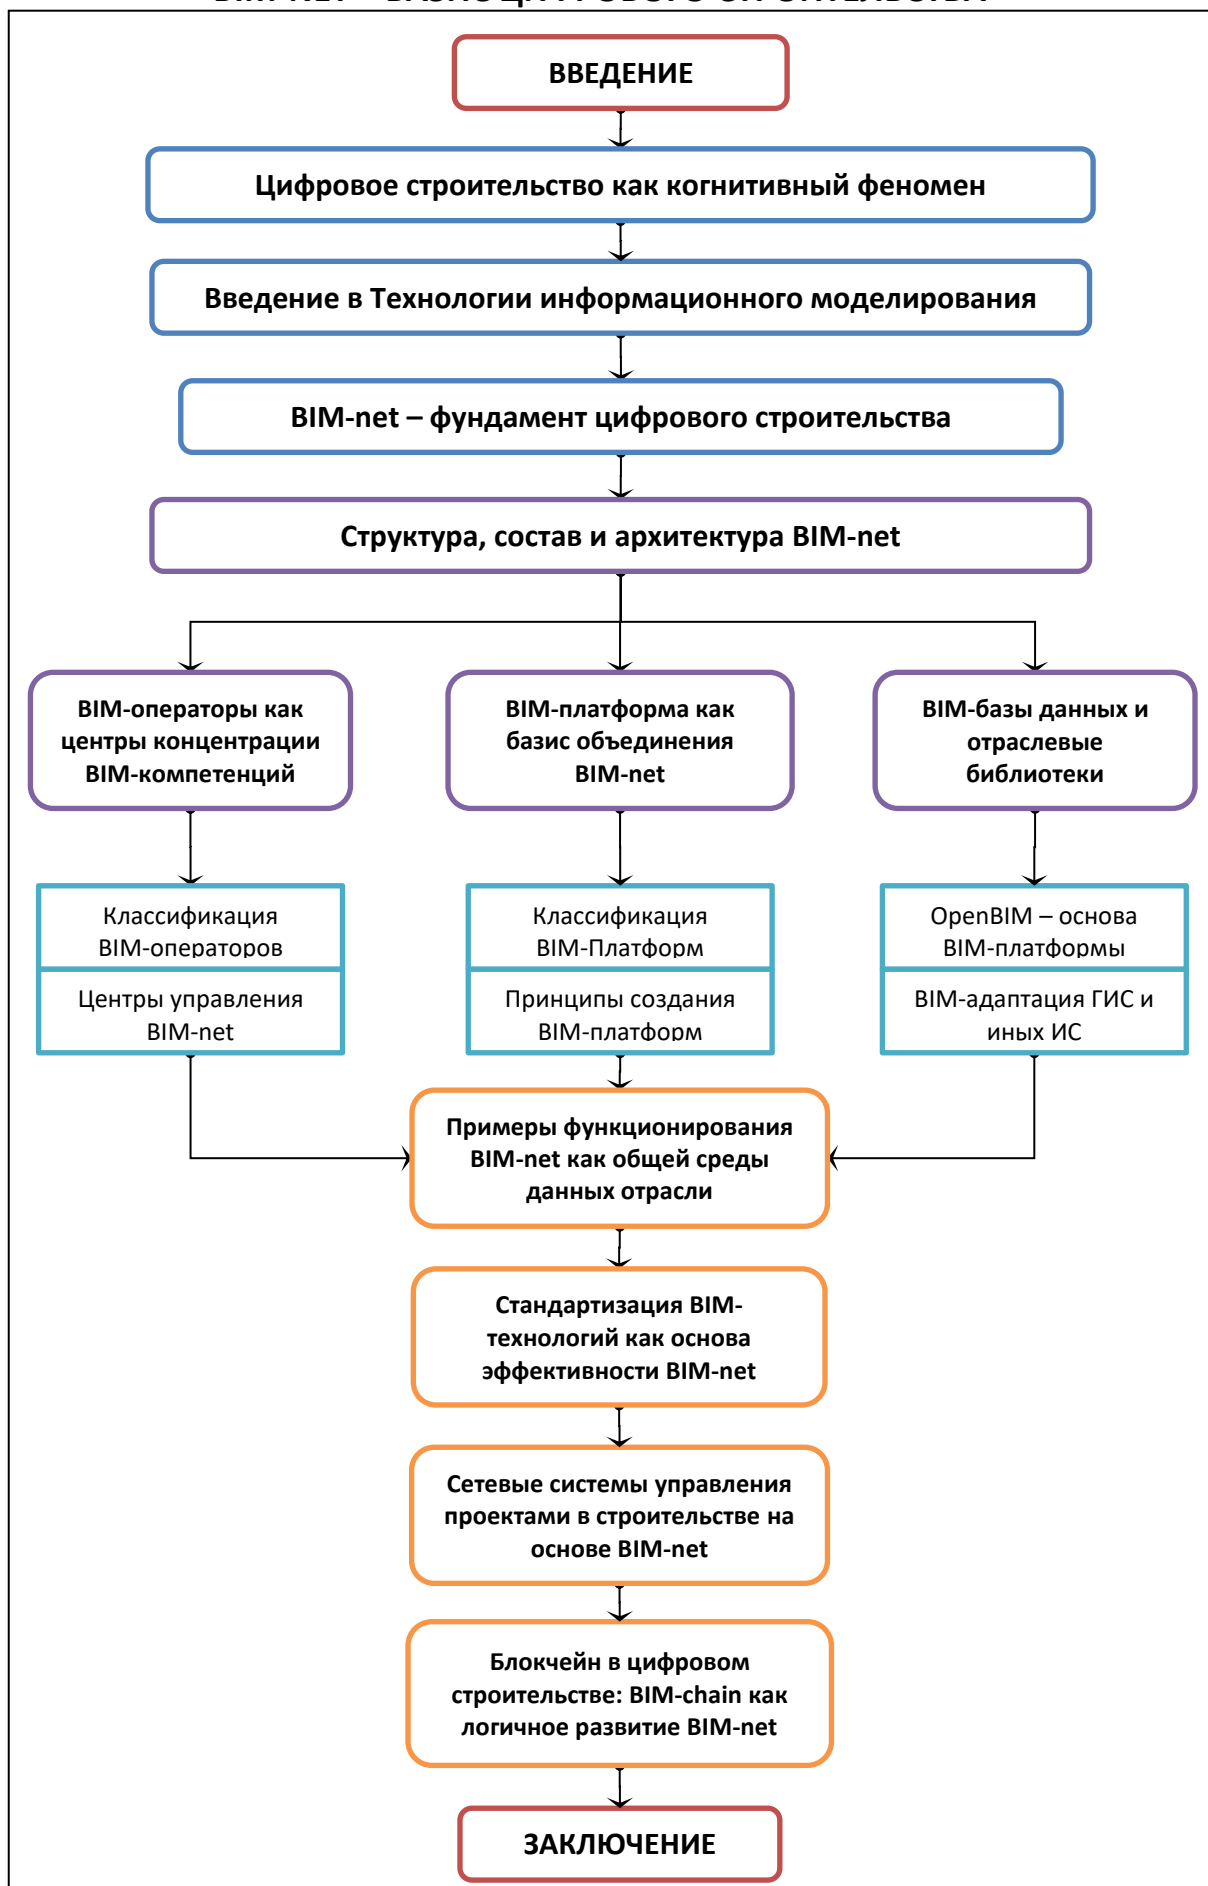 ВВЕДЕНИЕ
Цифровое строительство как когнитивный феномен
Введение в Технологии информационного моделирования
BIM-net – фундамент цифрового строительства
Структура, состав и архитектура BIM-net
BIM-операторы как
центры концентрации
BIM-компетенций
BIM-платформа как
базис объединения
BIM-net
BIM-базы данных и
отраслевые
библиотеки
Классификация
BIM-операторов
Центры управления
BIM-net
Классификация
BIM-Платформ
Принципы создания
BIM-платформ
OpenBIM – основа
BIM-платформы
BIM-адаптация ГИС и
иных ИС
Примеры функционирования
BIM-net как общей среды
данных отрасли
Стандартизация BIM-
технологий как основа
эффективности BIM-net
Сетевые системы управления
проектами в строительстве на
основе BIM-net
Блокчейн в цифровом
строительстве: BIM-chain как
логичное развитие BIM-net
ЗАКЛЮЧЕНИЕ